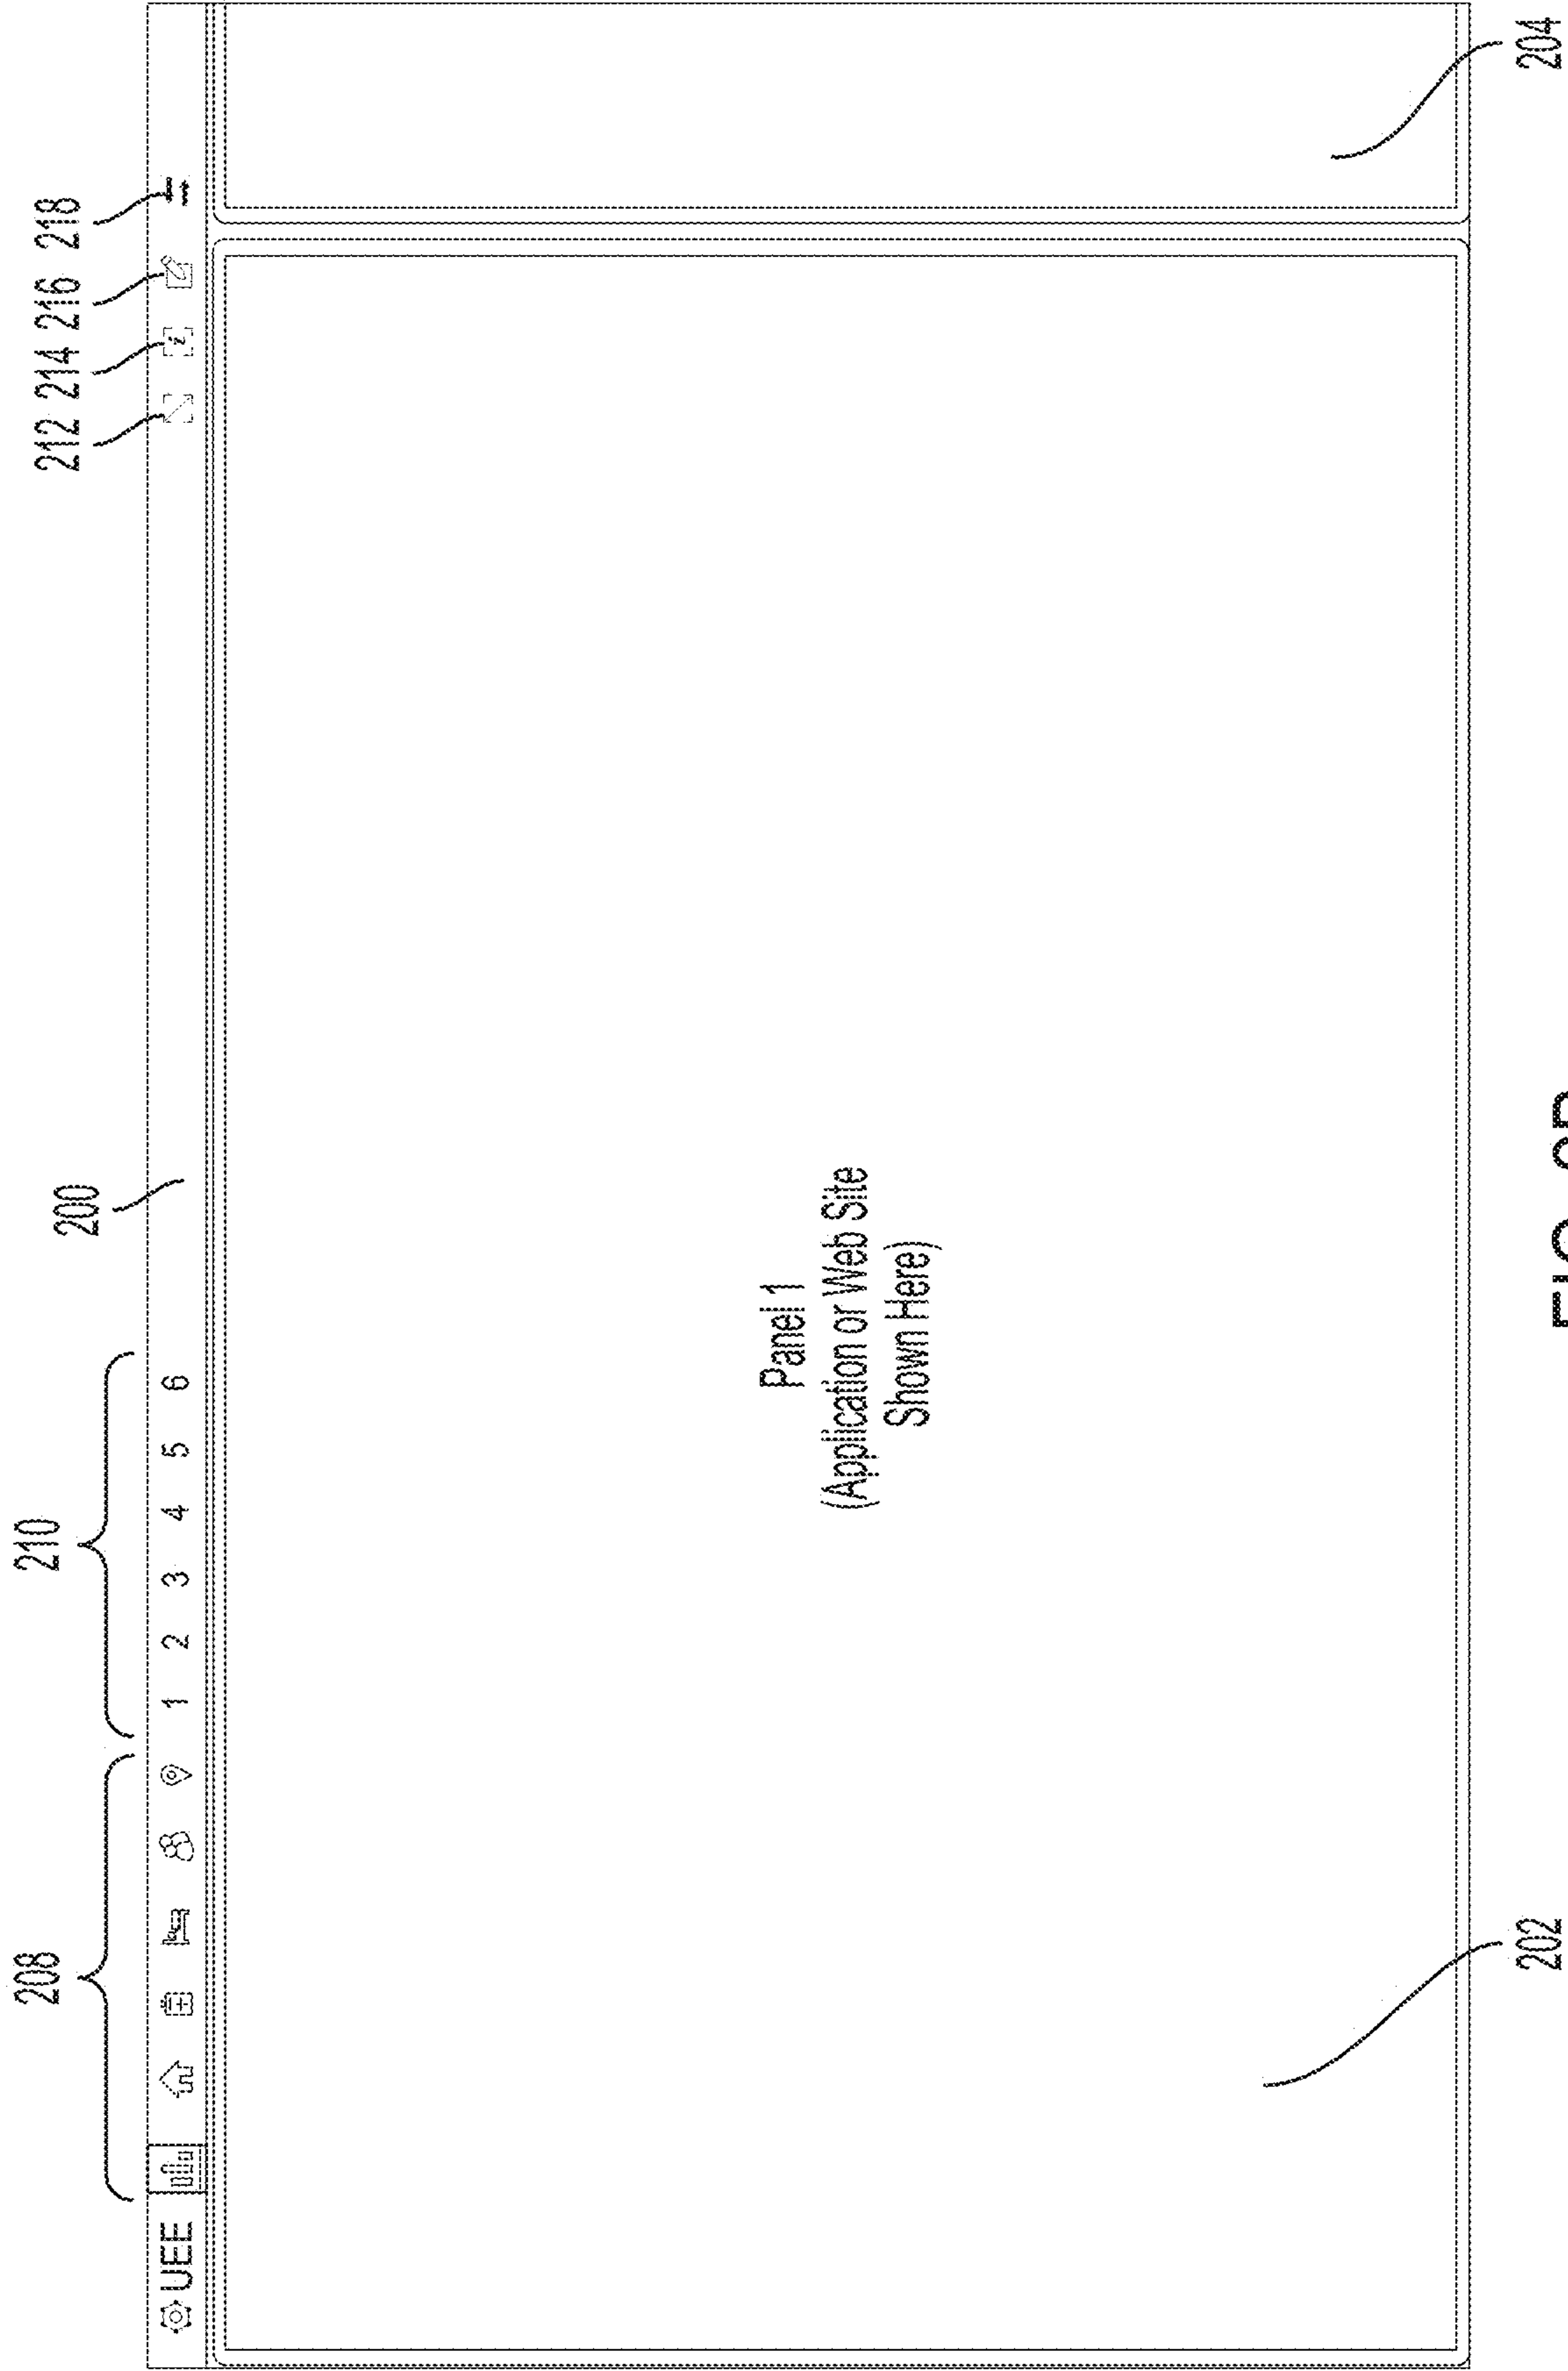 208
210
200
212 214 216 218
UEE
1 2 3 4 5 6
i
Panel 1
(Application or Web Site
Shown Here)
202
204